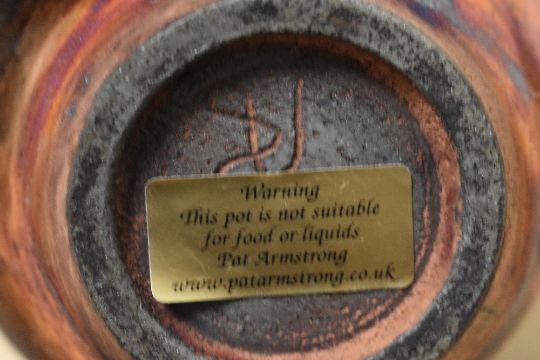 Warning
This pot is not suitable
for food or liquids
Pat Armstrong
www.patarmstrong.co.uk